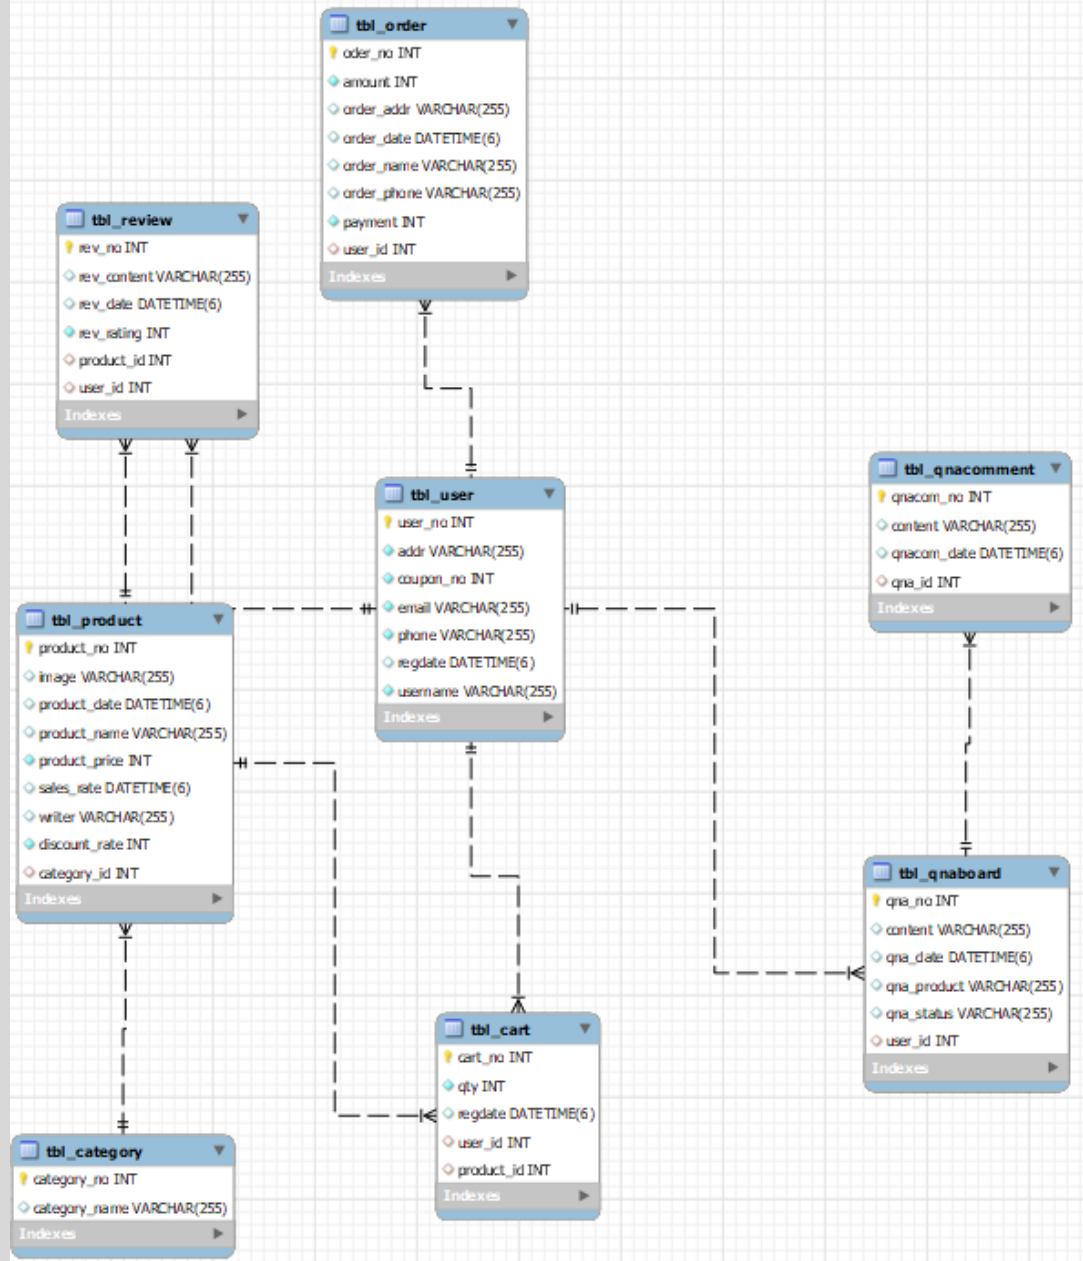 tbl_order
oder_no INT
amount INT
order_addr VARCHAR(255)
order_date DATETIME(6)
order_name VARCHAR(255)
order_phone VARCHAR(255)
payment INT
user_id INT
Indexes
tbl_review
rev_no INT
rev_content VARCHAR(255)
rev_date DATETIME(6)
rev_rating INT
product_id INT
user_id INT
Indexes
tbl_user
user_no INT
addr VARCHAR(255)
coupon_no INT
email VARCHAR(255)
phone VARCHAR(255)
regdate DATETIME(6)
username VARCHAR(255)
Indexes
tbl_qnacomment
qnacom_no INT
content VARCHAR(255)
qnacom_date DATETIME(6)
qna_id INT
Indexes
tbl_product
product_no INT
image VARCHAR(255)
product_date DATETIME(6)
product_name VARCHAR(255)
product_price INT
sales_rate DATETIME(6)
writer VARCHAR(255)
discount_rate INT
category_id INT
Indexes
tbl_qnaboard
qna_no INT
content VARCHAR(255)
qna_date DATETIME(6)
qna_product VARCHAR(255)
qna_status VARCHAR(255)
user_id INT
Indexes
tbl_cart
cart_no INT
qty INT
regdate DATETIME(6)
user_id INT
product_id INT
Indexes
tbl_category
category_no INT
category_name VARCHAR(255)
Indexes